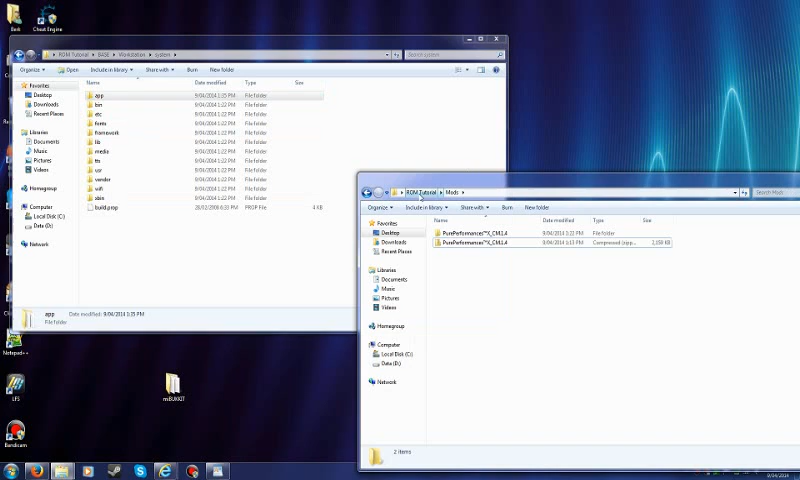 Cheat Engine
ROM Tutorial ▸ BASE ▸ Workstation ▸ system ▸
Search system
Organize Open Include in library Share with Burn New folder
Name Date modified Type Size
Favorites
Desktop
Downloads
Recent Places
Libraries
Documents
Music
Pictures
Videos
Homegroup
Computer
Local Disk (C:)
Data (D:)
Network
app 9/04/2014 1:35 PM File folder
bin 9/04/2014 1:22 PM File folder
etc 9/04/2014 1:22 PM File folder
fonts 9/04/2014 1:22 PM File folder
framework 9/04/2014 1:22 PM File folder
lib 9/04/2014 1:22 PM File folder
media 9/04/2014 1:22 PM File folder
tts 9/04/2014 1:22 PM File folder
usr 9/04/2014 1:22 PM File folder
vendor 9/04/2014 1:22 PM File folder
wifi 9/04/2014 1:22 PM File folder
xbin 9/04/2014 1:22 PM File folder
build.prop PROP File 4 KB
app Date modified: 9/04/2014 1:35 PM
File folder
ROM Tutorial ▸ Mods ▸
Search Mods
Organize Include in library Share with Burn New folder
Name Date modified Type Size
Favorites
Desktop
Downloads
Recent Places
Libraries
Documents
Music
Pictures
Videos
Homegroup
Computer
Local Disk (C:)
Data (D:)
Network
File folder
Compressed (zipp...
2 items
Notepad++
LFS
Bandicam
9/04/2014